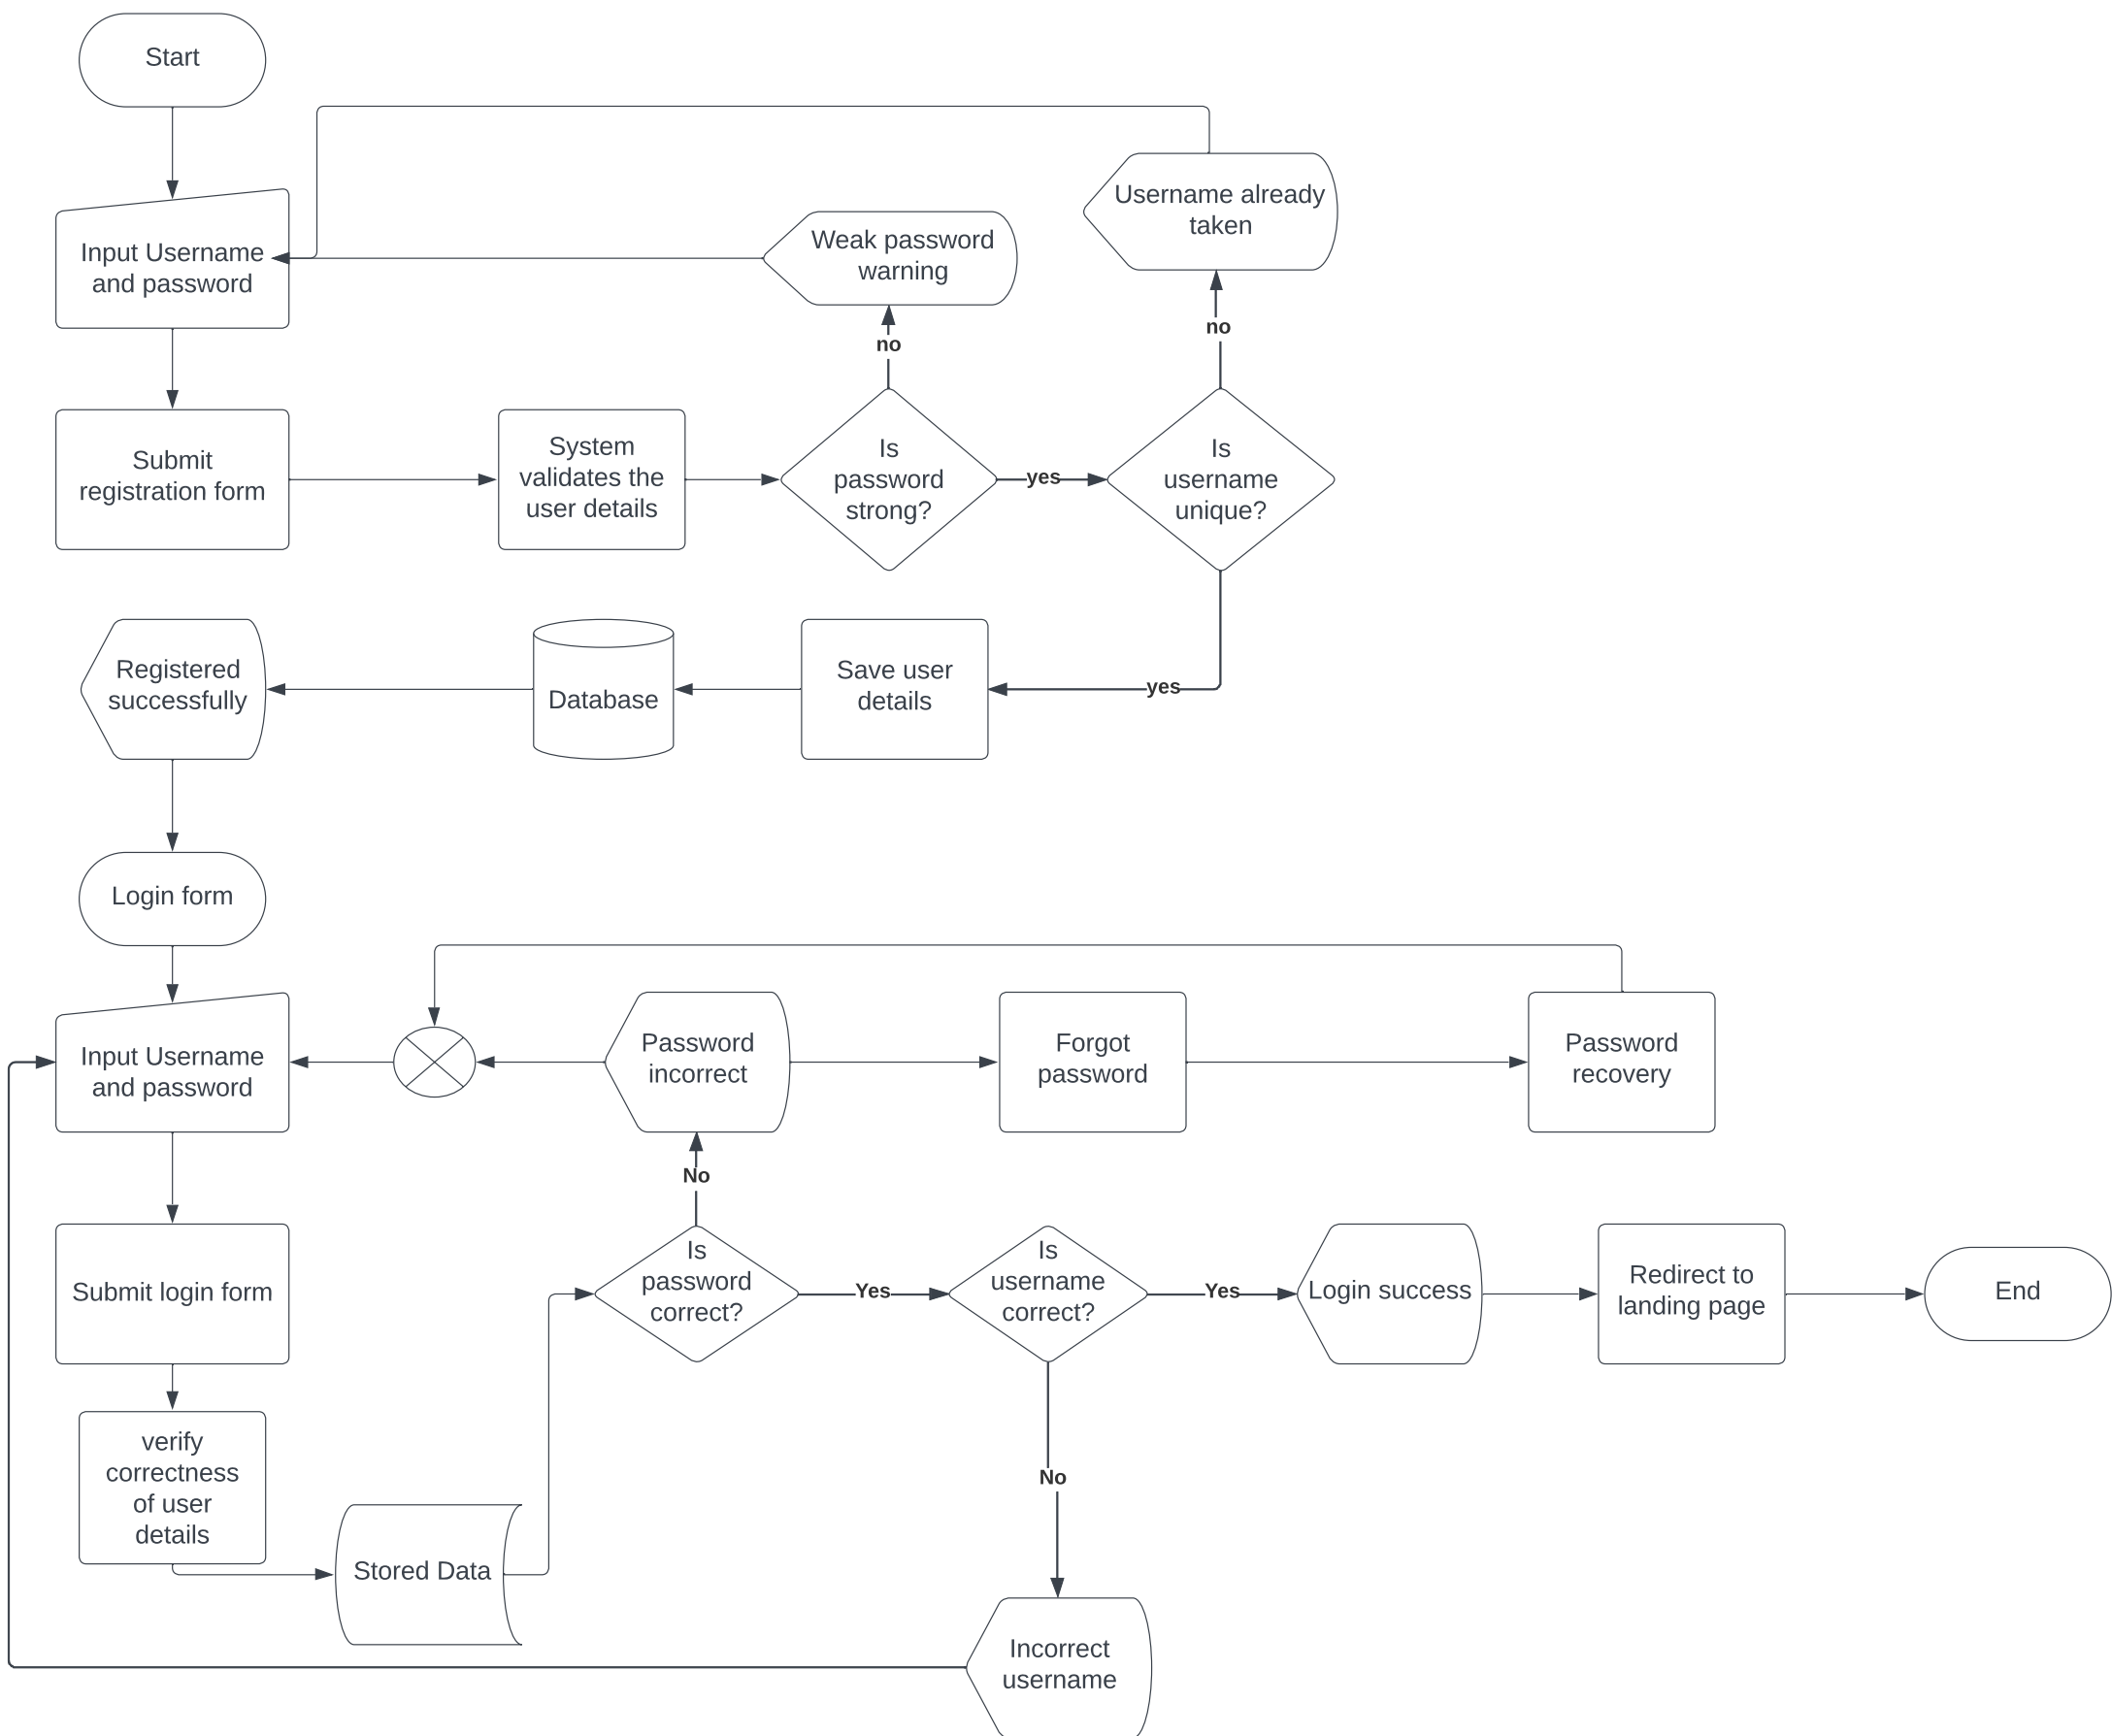 Start
Username already
taken
Weak password
warning
Input Username
and password
no
no
Submit
registration form
System
validates the
user details
Is
password
strong?
yes
Is
username
unique?
Registered
successfully
Database
Save user
details
yes
Login form
Input Username
and password
Password
incorrect
Forgot
password
Password
recovery
No
Submit login form
Is
password
correct?
Yes
Is
username
correct?
Yes
Login success
Redirect to
landing page
End
verify
correctness
of user
details
No
Stored Data
Incorrect
username